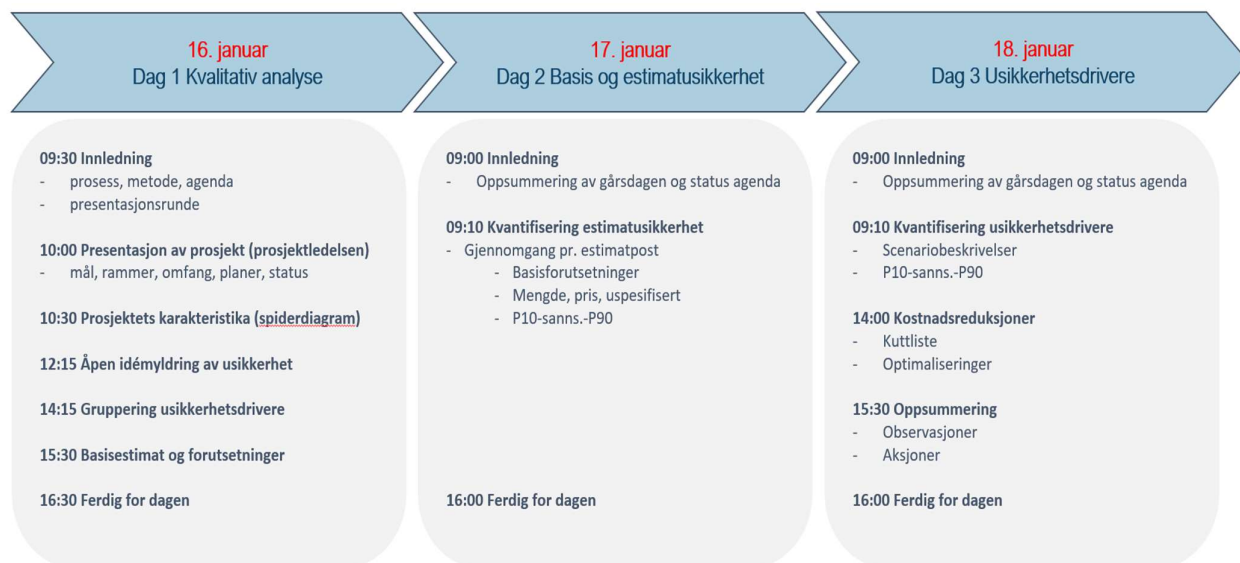 16. januar
Dag 1 Kvalitativ analyse
09:30 Innledning
- prosess, metode, agenda
- presentasjonsrunde
10:00 Presentasjon av prosjekt (prosjektledelsen)
- mål, rammer, omfang, planer, status
10:30 Prosjektets karakteristika (spiderdiagram)
12:15 Åpen idémyldring av usikkerhet
14:15 Gruppering usikkerhetsdrivere
15:30 Basisestimat og forutsetninger
16:30 Ferdig for dagen
17. januar
Dag 2 Basis og estimatusikkerhet
09:00 Innledning
- Oppsummering av gårsdagen og status agenda
09:10 Kvantifisering estimatusikkerhet
- Gjennomgang pr. estimatpost
- Basisforutsetninger
- Mengde, pris, uspesifisert
- P10-sanns.-P90
16:00 Ferdig for dagen
18. januar
Dag 3 Usikkerhetsdrivere
09:00 Innledning
- Oppsummering av gårsdagen og status agenda
09:10 Kvantifisering usikkerhetsdrivere
- Scenariobeskrivelser
- P10-sanns.-P90
14:00 Kostnadsreduksjoner
- Kuttliste
- Optimaliseringer
15:30 Oppsummering
- Observasjoner
- Aksjoner
16:00 Ferdig for dagen